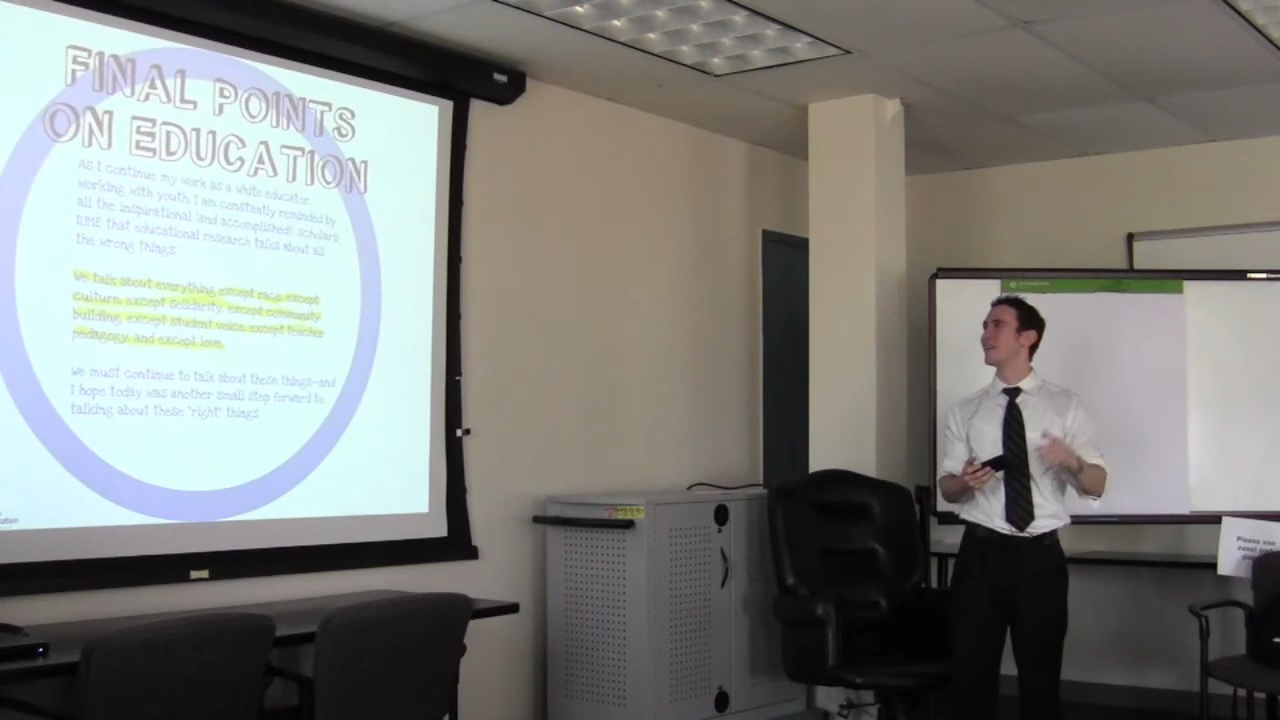 FINAL POINTS
ON EDUCATION
As I continue my work as a white educator,
working with youth, I am constantly reminded by
all the inspirational (and accomplished) scholars
IUME that educational research talks about all
the wrong things.
We talk about everything except race, except
culture, except solidarity, except community
building, except student voice, except teacher
pedagogy, and except love.
We must continue to talk about these things—and
I hope today was another small step forward to
talking about these "right" things.
Please use